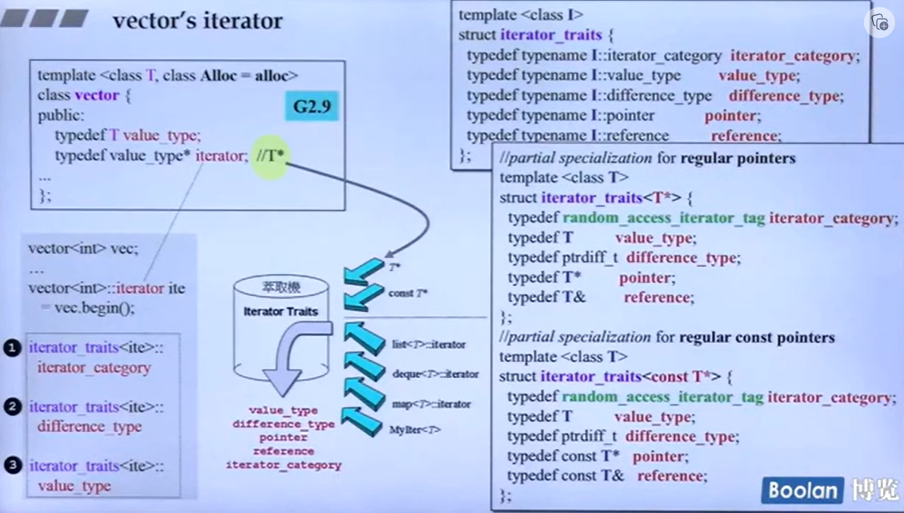 vector's iterator
template <class T, class Alloc = alloc>
class vector {
public:
typedef T value_type;
typedef value_type* iterator; //T*
...
};
G2.9
vector<int> vec;
...
vector<int>::iterator ite
= vec.begin();
1 iterator_traits<ite>::
iterator_category
2 iterator_traits<ite>::
difference_type
3 iterator_traits<ite>::
value_type
萃取機
Iterator Traits
T*
const T*
list<T>::iterator
deque<T>::iterator
map<T>::iterator
MyIter<T>
value_type
difference_type
pointer
reference
iterator_category
template <class I>
struct iterator_traits {
typedef typename I::iterator_category iterator_category;
typedef typename I::value_type value_type;
typedef typename I::difference_type difference_type;
typedef typename I::pointer pointer;
typedef typename I::reference reference;
};
//partial specialization for regular pointers
template <class T>
struct iterator_traits<T*> {
typedef random_access_iterator_tag iterator_category;
typedef T value_type;
typedef ptrdiff_t difference_type;
typedef T* pointer;
typedef T& reference;
};
//partial specialization for regular const pointers
template <class T>
struct iterator_traits<const T*> {
typedef random_access_iterator_tag iterator_category;
typedef T value_type;
typedef ptrdiff_t difference_type;
typedef const T* pointer;
typedef const T& reference;
};
Boolan 博览